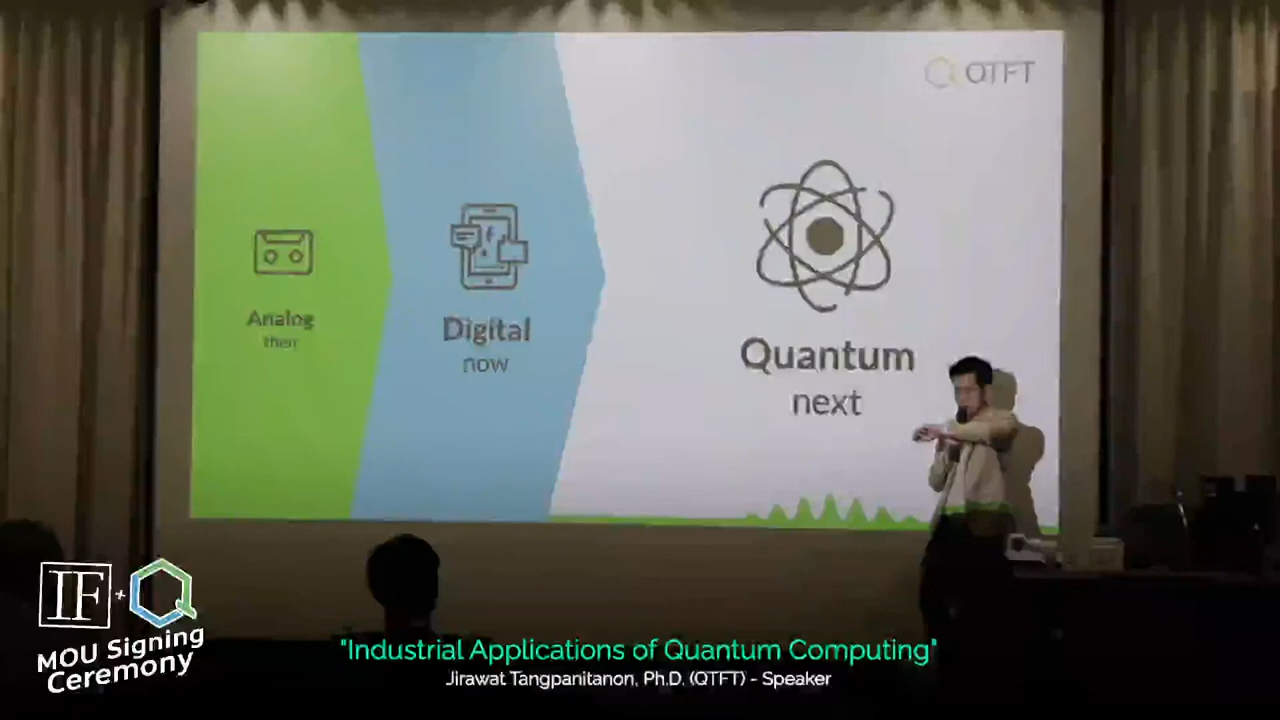 QTFT
Analog
then
Digital
now
Quantum
next
IF + Q
MOU Signing
Ceremony
"Industrial Applications of Quantum Computing"
Jirawat Tangpanitanon, Ph.D. (QTFT) - Speaker